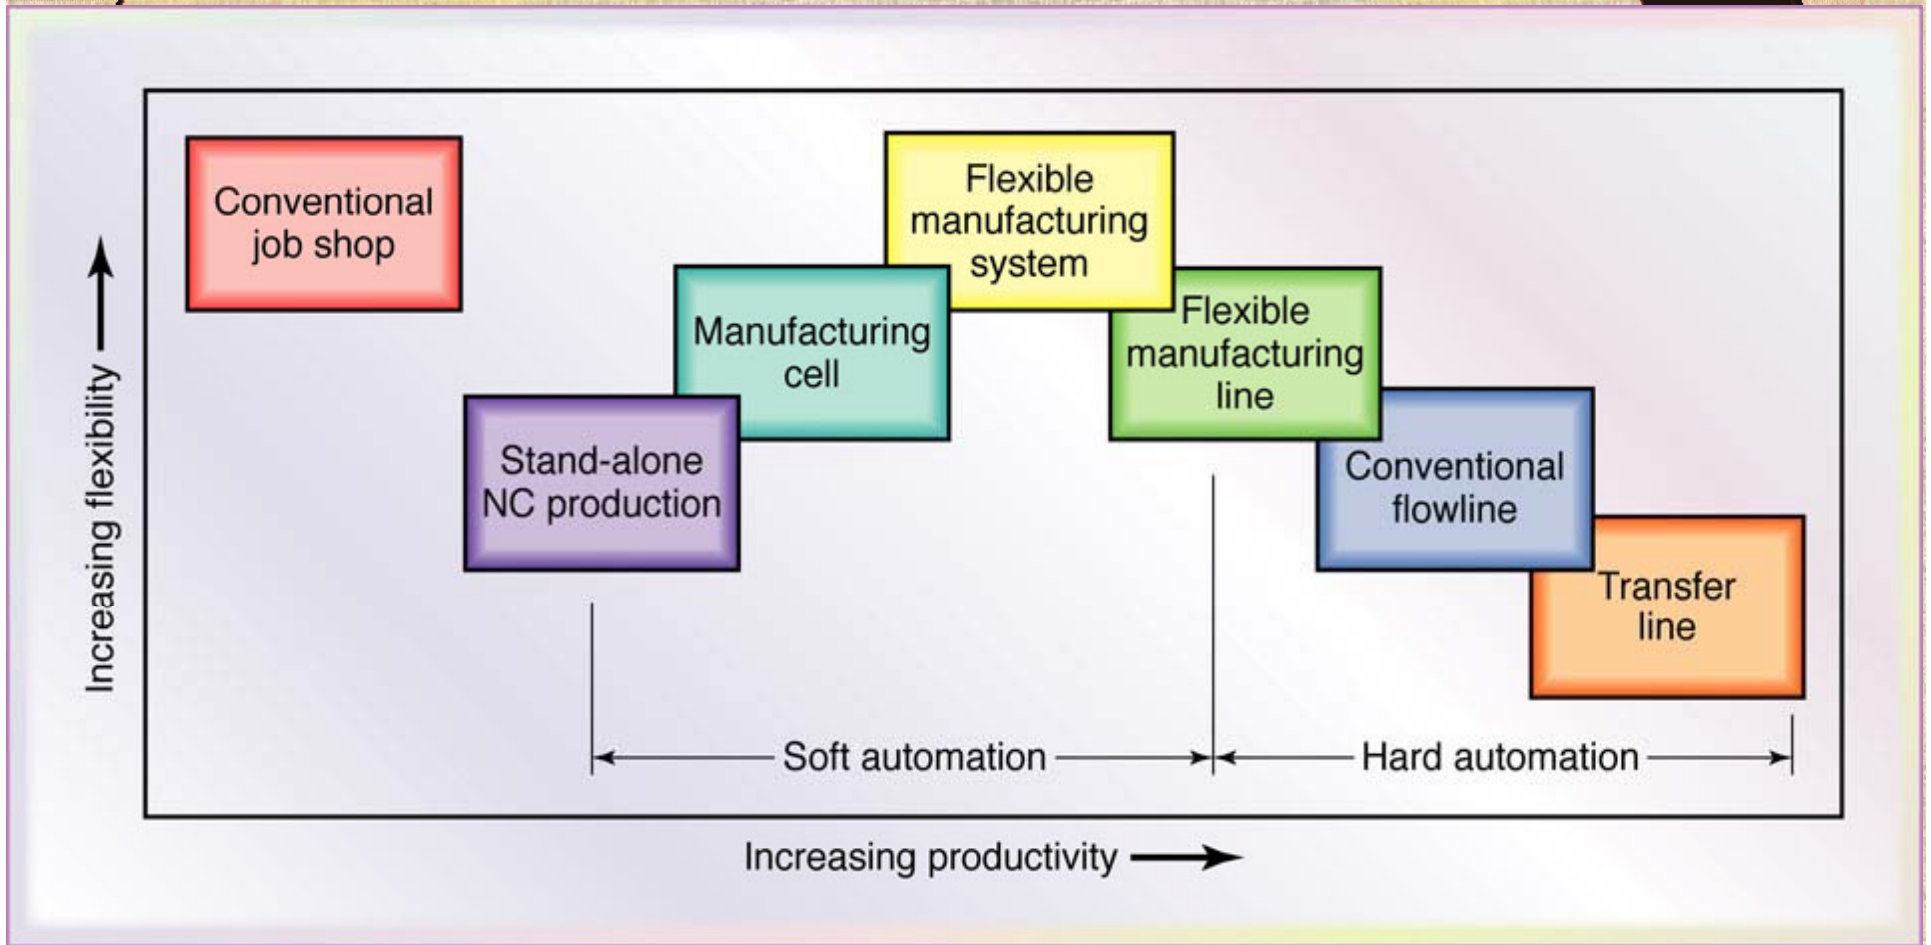 Conventional
job shop
Flexible
manufacturing
system
Manufacturing
cell
Flexible
manufacturing
line
Stand-alone
NC production
Conventional
flowline
Transfer
line
Soft automation
Hard automation
Increasing flexibility
Increasing productivity